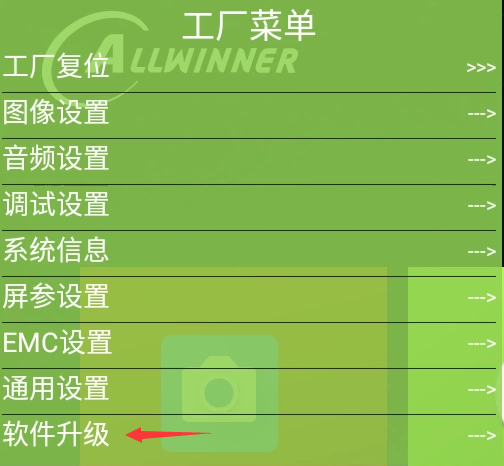 工厂菜单
ALLWINNER
工厂复位 >>>
图像设置 --->
音频设置 --->
调试设置 --->
系统信息 --->
屏参设置 --->
EMC设置 --->
通用设置 --->
软件升级 --->